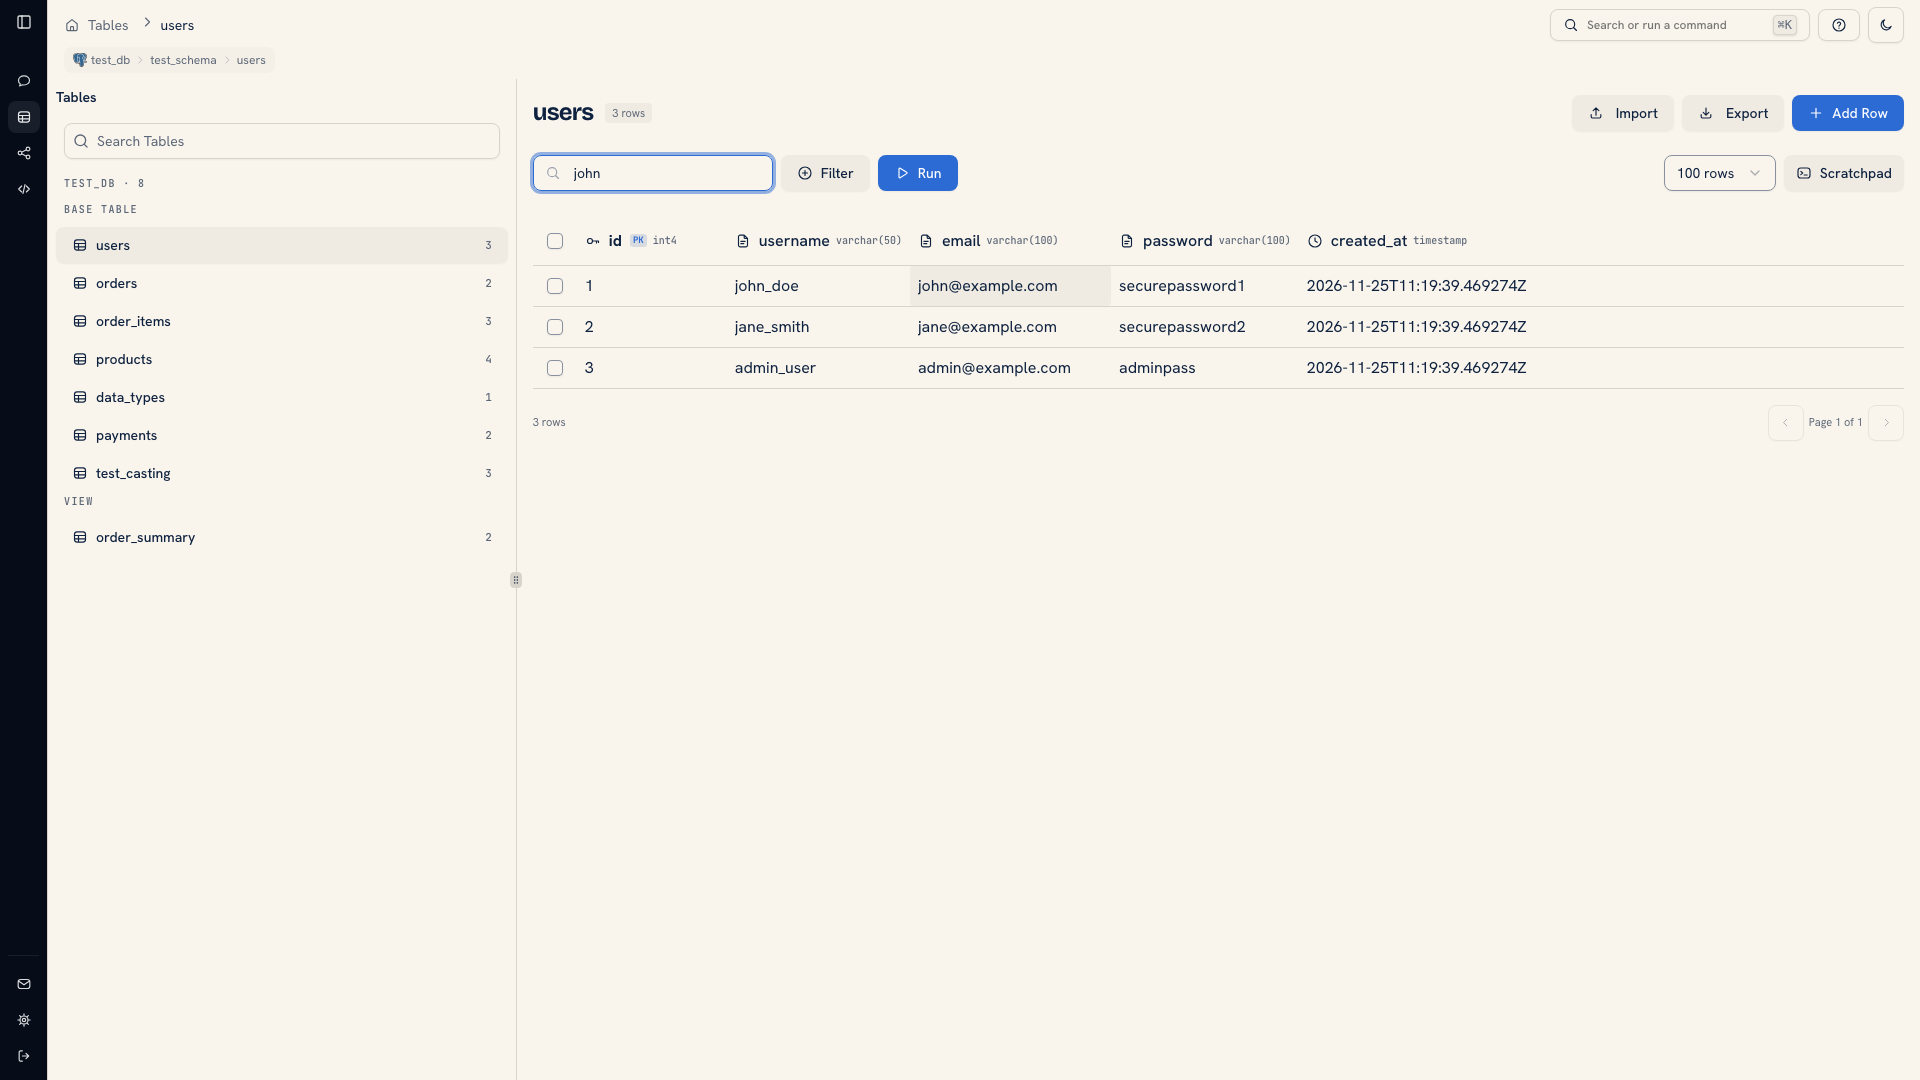 Tables > users
Search or run a command ⌘K
test_db > test_schema > users
Tables
Search Tables
TEST_DB · 8
BASE TABLE
users 3
orders 2
order_items 3
products 4
data_types 1
payments 2
test_casting 3
VIEW
order_summary 2
users 3 rows
Import Export Add Row
john Filter Run 100 rows Scratchpad
id PK int4 username varchar(50) email varchar(100) password varchar(100) created_at timestamp
1 john_doe john@example.com securepassword1 2026-11-25T11:19:39.469274Z
2 jane_smith jane@example.com securepassword2 2026-11-25T11:19:39.469274Z
3 admin_user admin@example.com adminpass 2026-11-25T11:19:39.469274Z
3 rows Page 1 of 1